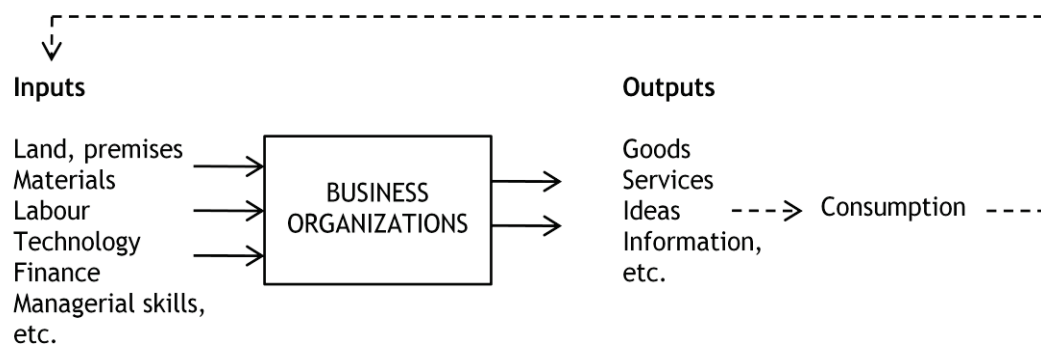 Inputs
Land, premises
Materials
Labour
Technology
Finance
Managerial skills,
etc.
BUSINESS
ORGANIZATIONS
Outputs
Goods
Services
Ideas
Information,
etc.
Consumption